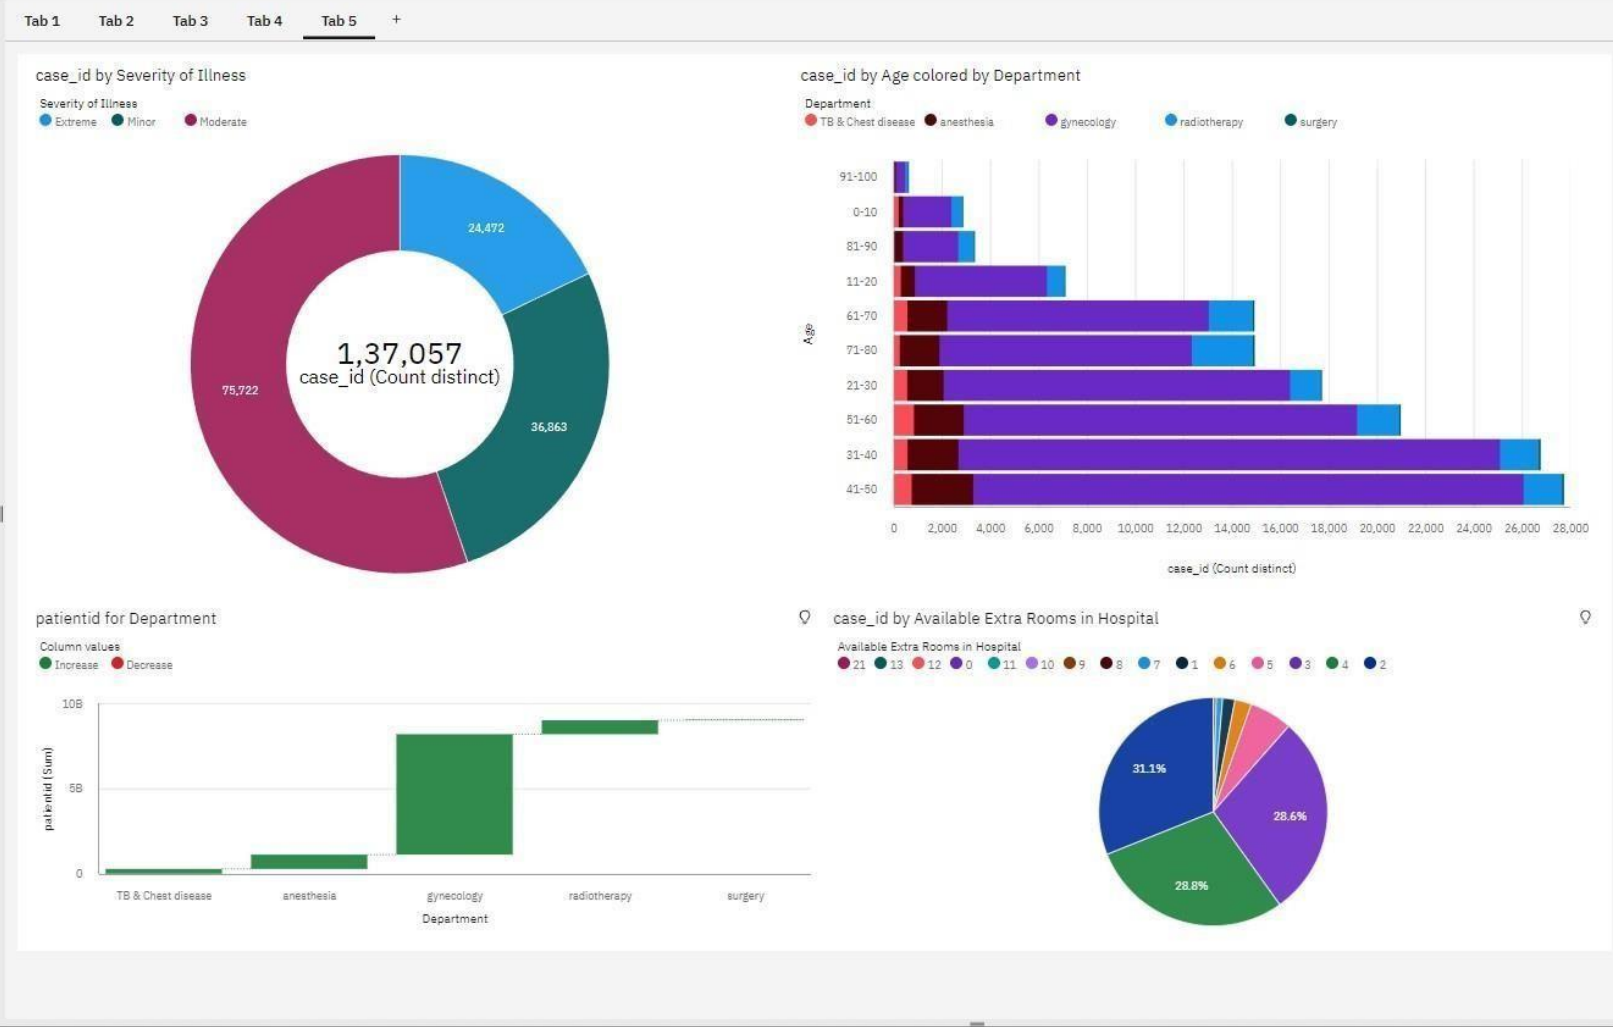 Tab 1 Tab 2 Tab 3 Tab 4 Tab 5 +
case_id by Severity of Illness
Severity of Illness
Extreme Minor Moderate
24,472
75,722
36,863
1,37,057
case_id (Count distinct)
case_id by Age colored by Department
Department
TB & Chest disease anesthesia gynecology radiotherapy surgery
Age
91-100
0-10
81-90
11-20
61-70
71-80
21-30
51-60
31-40
41-50
0 2,000 4,000 6,000 8,000 10,000 12,000 14,000 16,000 18,000 20,000 22,000 24,000 26,000 28,000
case_id (Count distinct)
patientid for Department
Column values
Increase Decrease
patientid (Sum)
10B
5B
0
TB & Chest disease anesthesia gynecology radiotherapy surgery
Department
case_id by Available Extra Rooms in Hospital
Available Extra Rooms in Hospital
21 13 12 0 11 10 9 8 7 1 6 5 3 4 2
31.1%
28.6%
28.8%